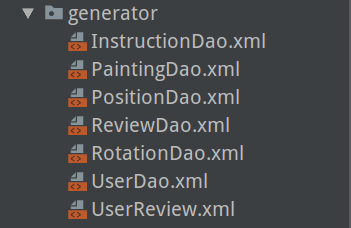 generator
InstructionDao.xml
PaintingDao.xml
PositionDao.xml
ReviewDao.xml
RotationDao.xml
UserDao.xml
UserReview.xml